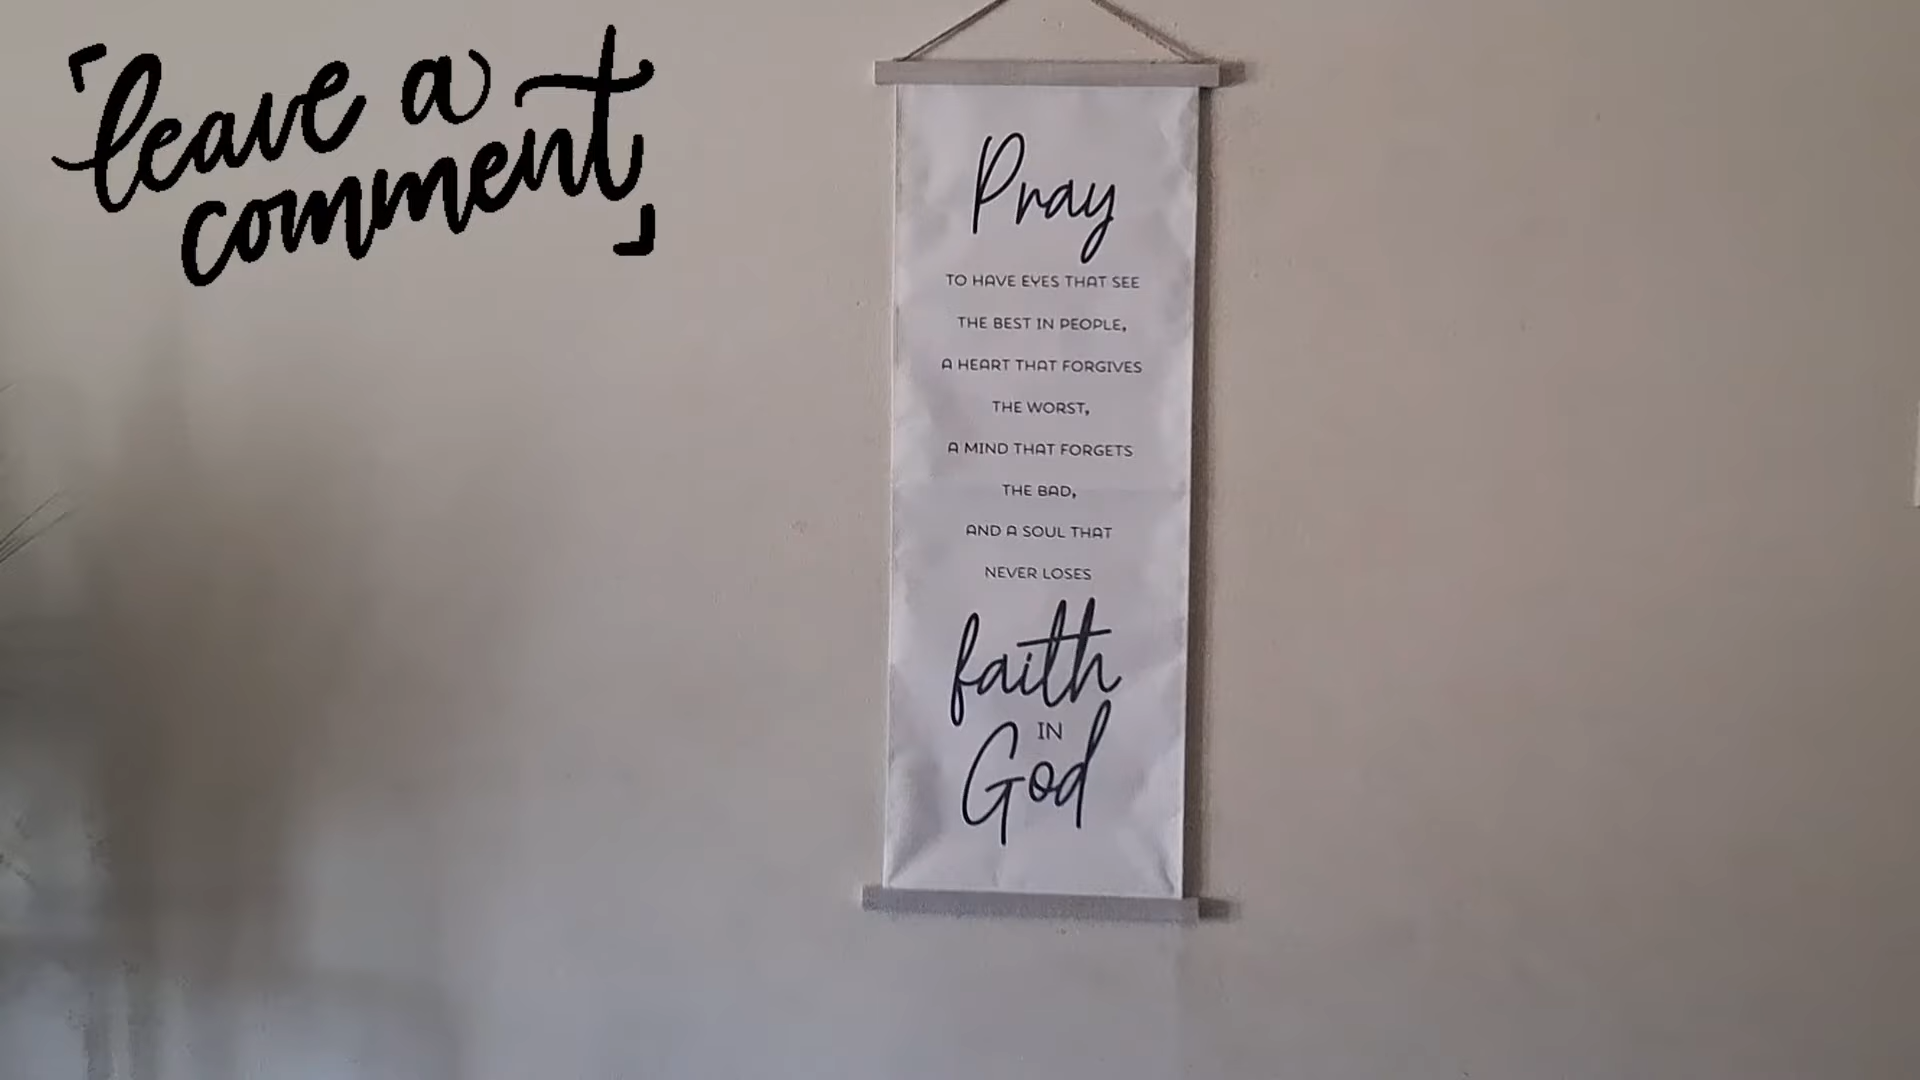 leave a
comment
Pray
TO HAVE EYES THAT SEE
THE BEST IN PEOPLE,
A HEART THAT FORGIVES
THE WORST,
A MIND THAT FORGETS
THE BAD,
AND A SOUL THAT
NEVER LOSES
faith
IN
God